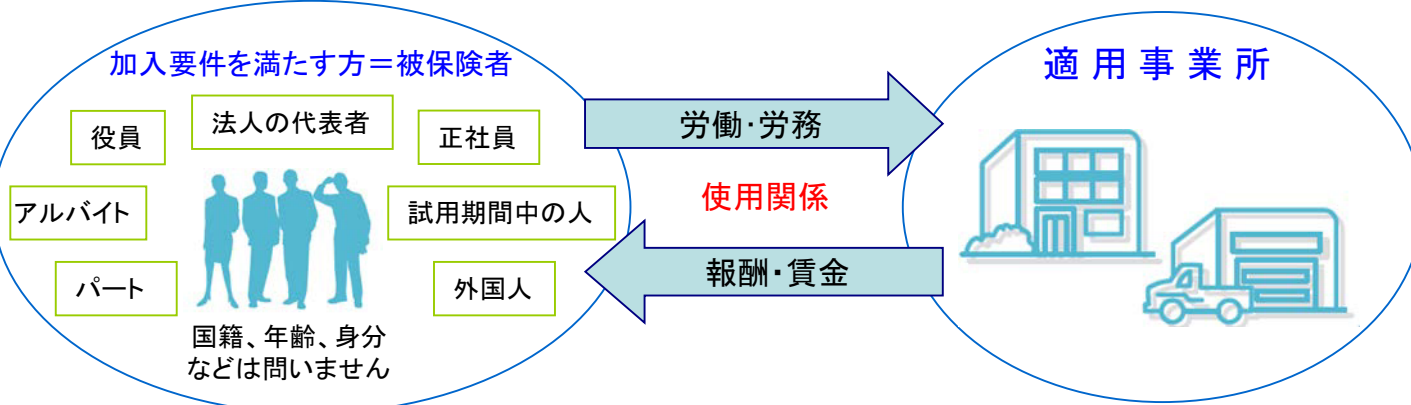 加入要件を満たす方＝被保険者
法人の代表者
役員
正社員
アルバイト
試用期間中の人
パート
外国人
国籍、年齢、身分
などは問いません
労働・労務
使用関係
報酬・賃金
適用事業所